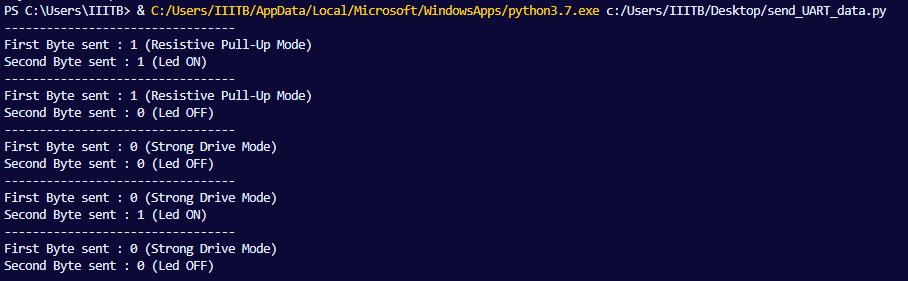 PS C:\Users\IIITB> & C:/Users/IIITB/AppData/Local/Microsoft/WindowsApps/python3.7.exe c:/Users/IIITB/Desktop/send_UART_data.py
---------------------------------
First Byte sent : 1 (Resistive Pull-Up Mode)
Second Byte sent : 1 (Led ON)
---------------------------------
First Byte sent : 1 (Resistive Pull-Up Mode)
Second Byte sent : 0 (Led OFF)
---------------------------------
First Byte sent : 0 (Strong Drive Mode)
Second Byte sent : 0 (Led OFF)
---------------------------------
First Byte sent : 0 (Strong Drive Mode)
Second Byte sent : 1 (Led ON)
---------------------------------
First Byte sent : 0 (Strong Drive Mode)
Second Byte sent : 0 (Led OFF)